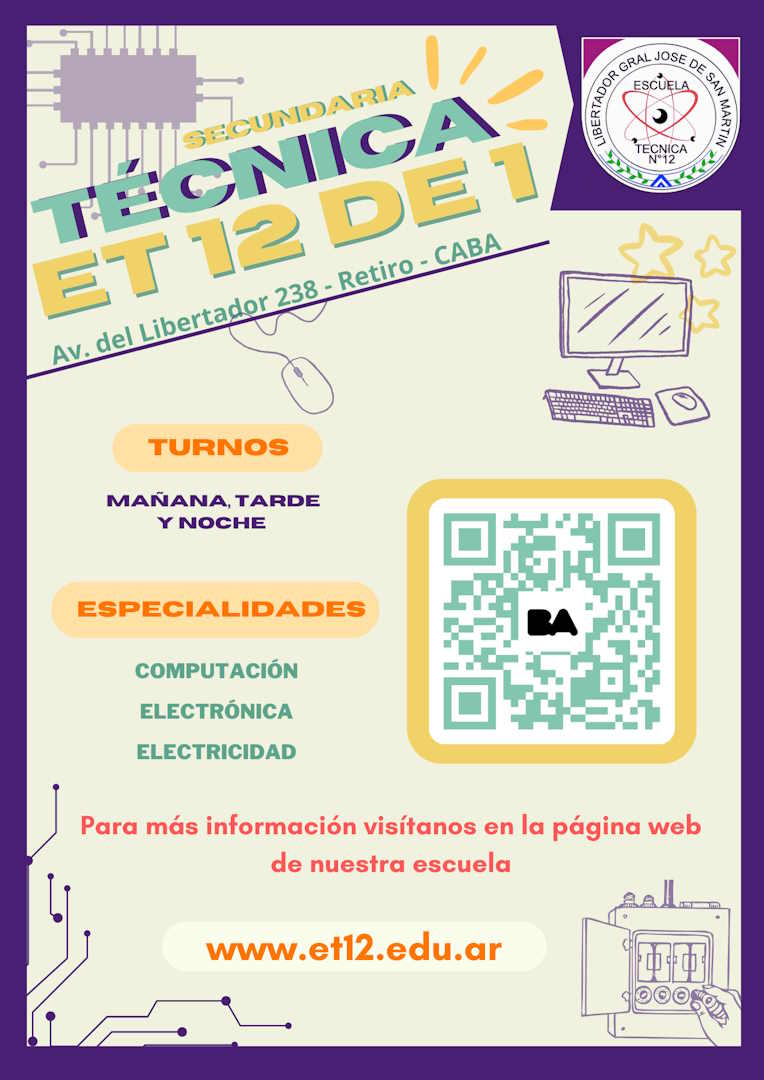 SECUNDARIA
TÉCNICA
ET 12 DE 1
Av. del Libertador 238 - Retiro - CABA
LIBERTADOR GRAL JOSE DE SAN MARTIN
ESCUELA
TECNICA
N°12
TURNOS
MAÑANA, TARDE
Y NOCHE
ESPECIALIDADES
COMPUTACIÓN
ELECTRÓNICA
ELECTRICIDAD
BA
Para más información visítanos en la página web
de nuestra escuela
www.et12.edu.ar